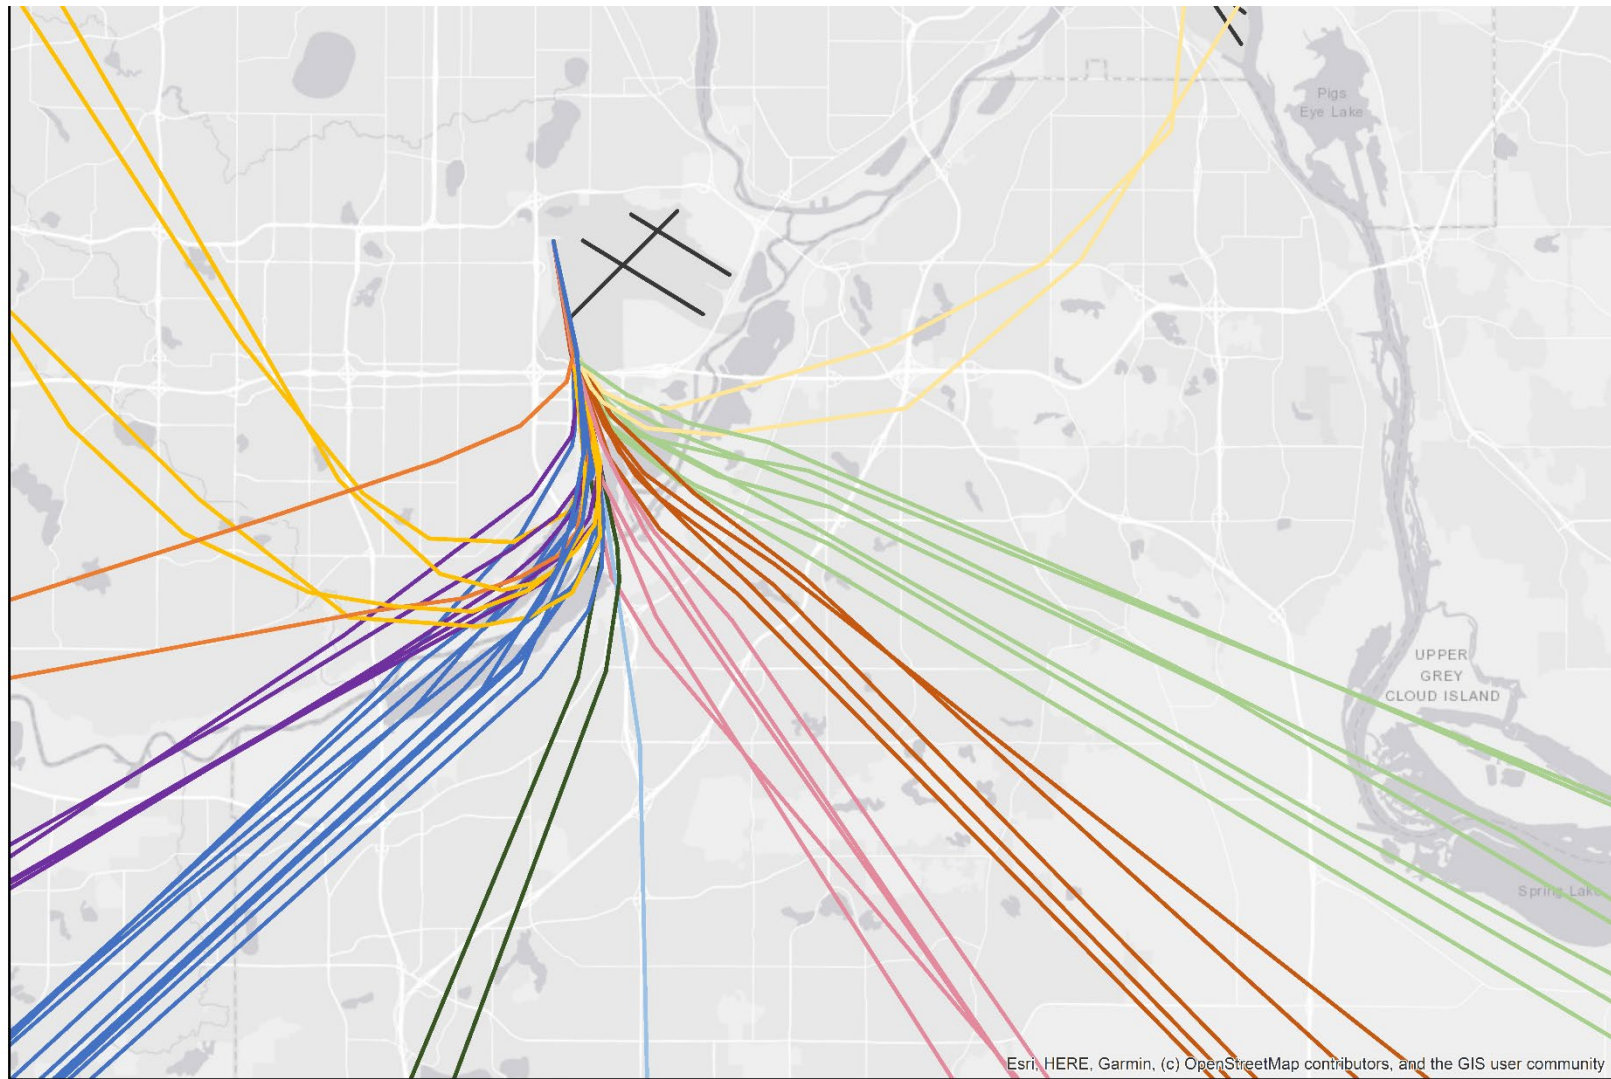 Pigs
Eye Lake
UPPER
GREY
CLOUD ISLAND
Spring Lake
Esri, HERE, Garmin, (c) OpenStreetMap contributors, and the GIS user community